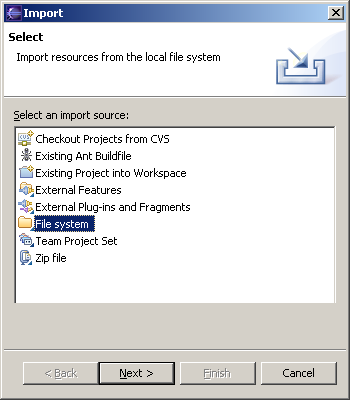 Import
Select
Import resources from the local file system
Select an import source:
CVS
Checkout Projects from CVS
Existing Ant Buildfile
Existing Project into Workspace
External Features
External Plug-ins and Fragments
File system
Team Project Set
Zip file
< Back
Next >
Finish
Cancel